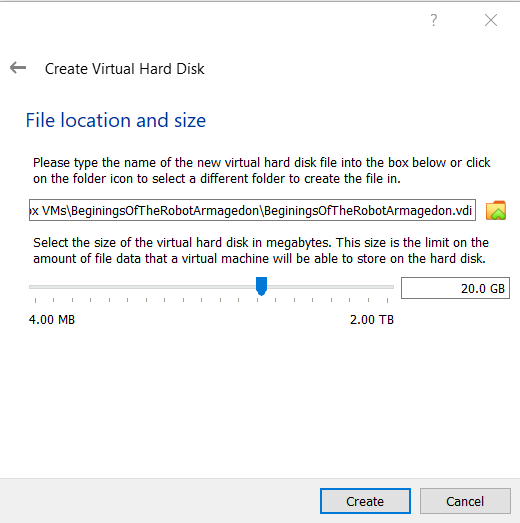 ?
Create Virtual Hard Disk
File location and size
Please type the name of the new virtual hard disk file into the box below or click
on the folder icon to select a different folder to create the file in.
ox VMs\BeginingsOfTheRobotArmagedon\BeginingsOfTheRobotArmagedon.vdi
Select the size of the virtual hard disk in megabytes. This size is the limit on the
amount of file data that a virtual machine will be able to store on the hard disk.
20.0 GB
4.00 MB 2.00 TB
Create Cancel